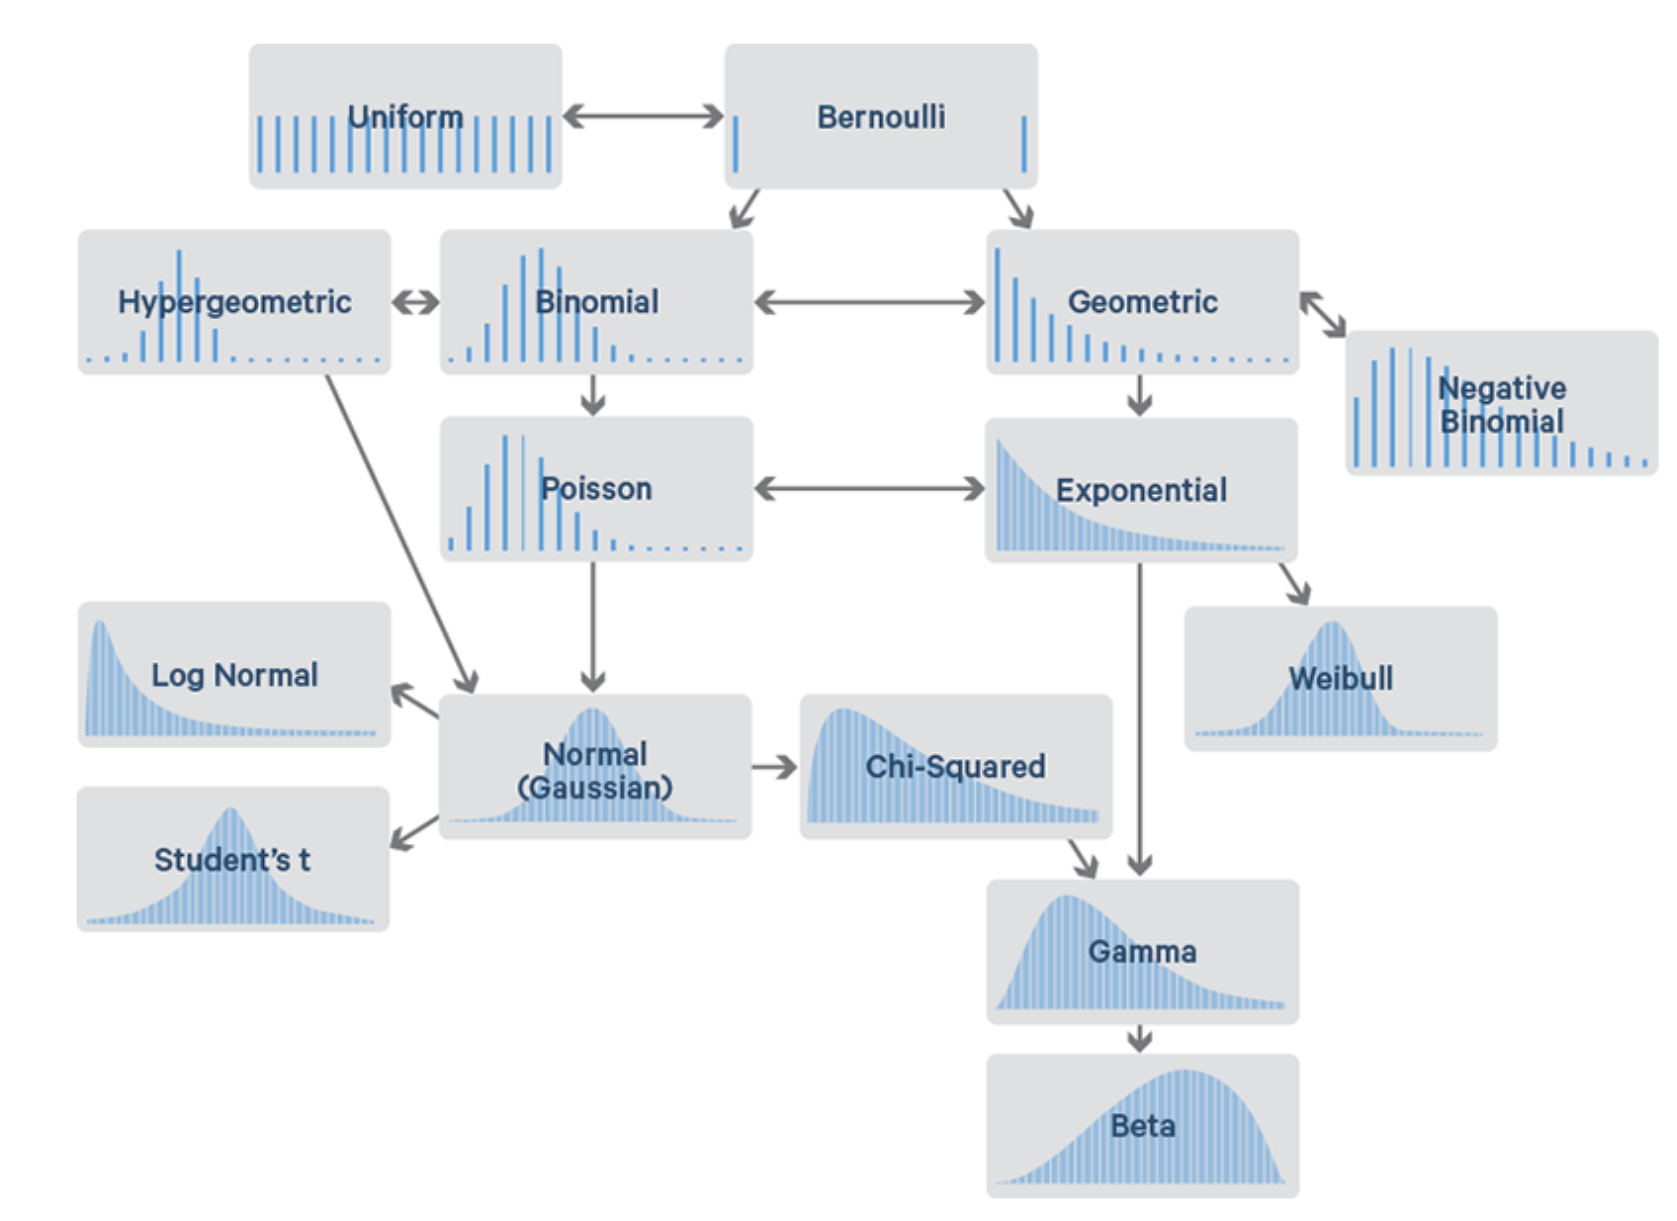 Uniform
Bernoulli
Hypergeometric
Binomial
Geometric
Negative
Binomial
Poisson
Exponential
Log Normal
Weibull
Normal
(Gaussian)
Chi-Squared
Student’s t
Gamma
Beta